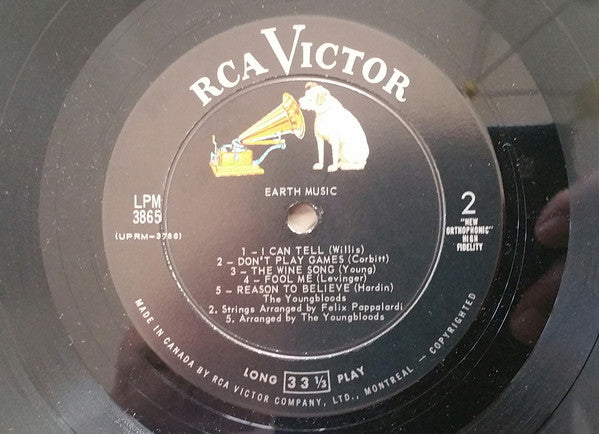 RCA VICTOR
EARTH MUSIC
LPM
3865
(UPRM-3786)
2
"NEW
ORTHOPHONIC"
HIGH
FIDELITY
1 – I CAN TELL (Willis)
2 – DON'T PLAY GAMES (Corbitt)
3 – THE WINE SONG (Young)
4 – FOOL ME (Levinger)
5 – REASON TO BELIEVE (Hardin)
The Youngbloods
2. Strings Arranged by Felix Pappalardi
5. Arranged by The Youngbloods
LONG 33 ⅓ PLAY
MADE IN CANADA BY RCA VICTOR COMPANY, LTD., MONTREAL – COPYRIGHTED